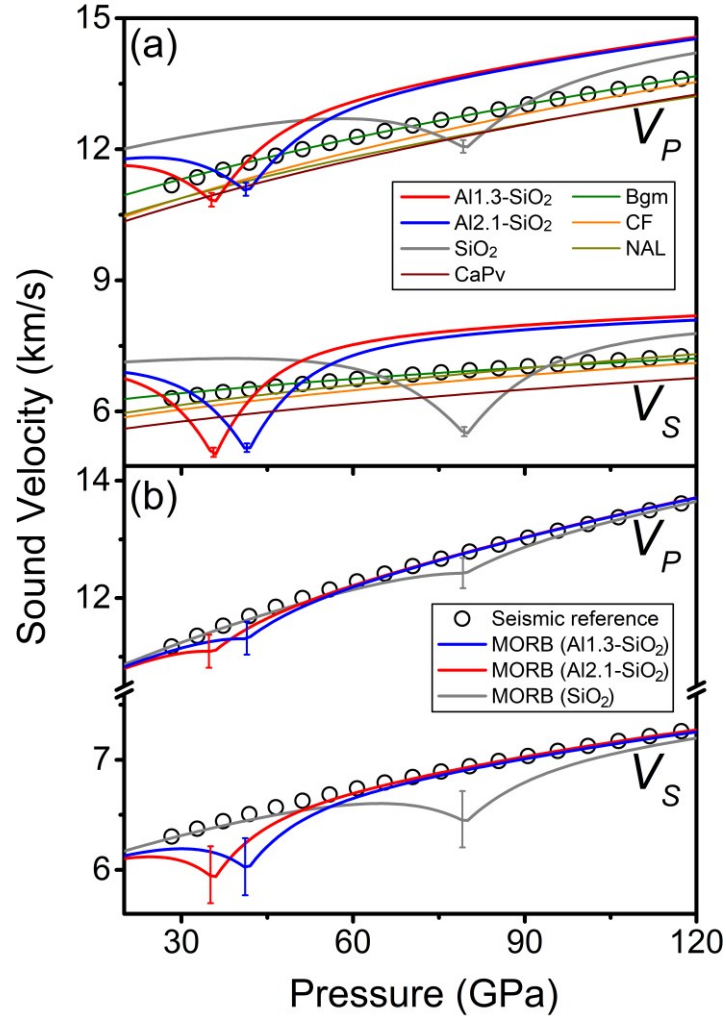 (a)
15
12
9
6
V_P
Al1.3-SiO₂
Al2.1-SiO₂
SiO₂
CaPv
Bgm
CF
NAL
V_S
Sound Velocity (km/s)
(b)
14
12
7
6
V_P
Seismic reference
MORB (Al1.3-SiO₂)
MORB (Al2.1-SiO₂)
MORB (SiO₂)
V_S
30 60 90 120
Pressure (GPa)